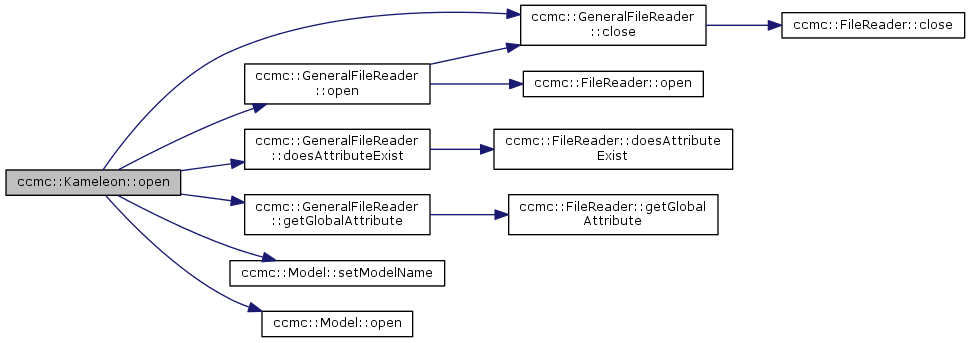 ccmc::GeneralFileReader
::close
ccmc::FileReader::close
ccmc::GeneralFileReader
::open
ccmc::FileReader::open
ccmc::GeneralFileReader
::doesAttributeExist
ccmc::FileReader::doesAttribute
Exist
ccmc::Kameleon::open
ccmc::GeneralFileReader
::getGlobalAttribute
ccmc::FileReader::getGlobal
Attribute
ccmc::Model::setModelName
ccmc::Model::open